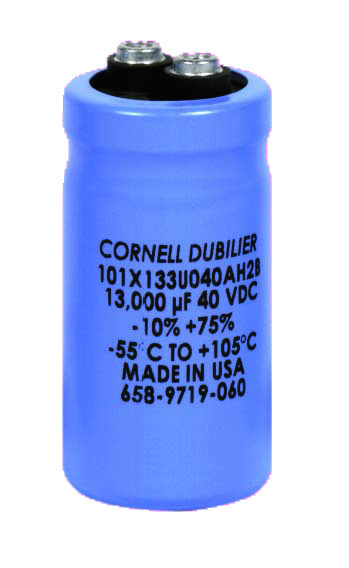 CORNELL DUBILIER
101X133U040AH2B
13,000 µF 40 VDC
-10% +75%
-55°C TO +105°C
MADE IN USA
658-9719-060